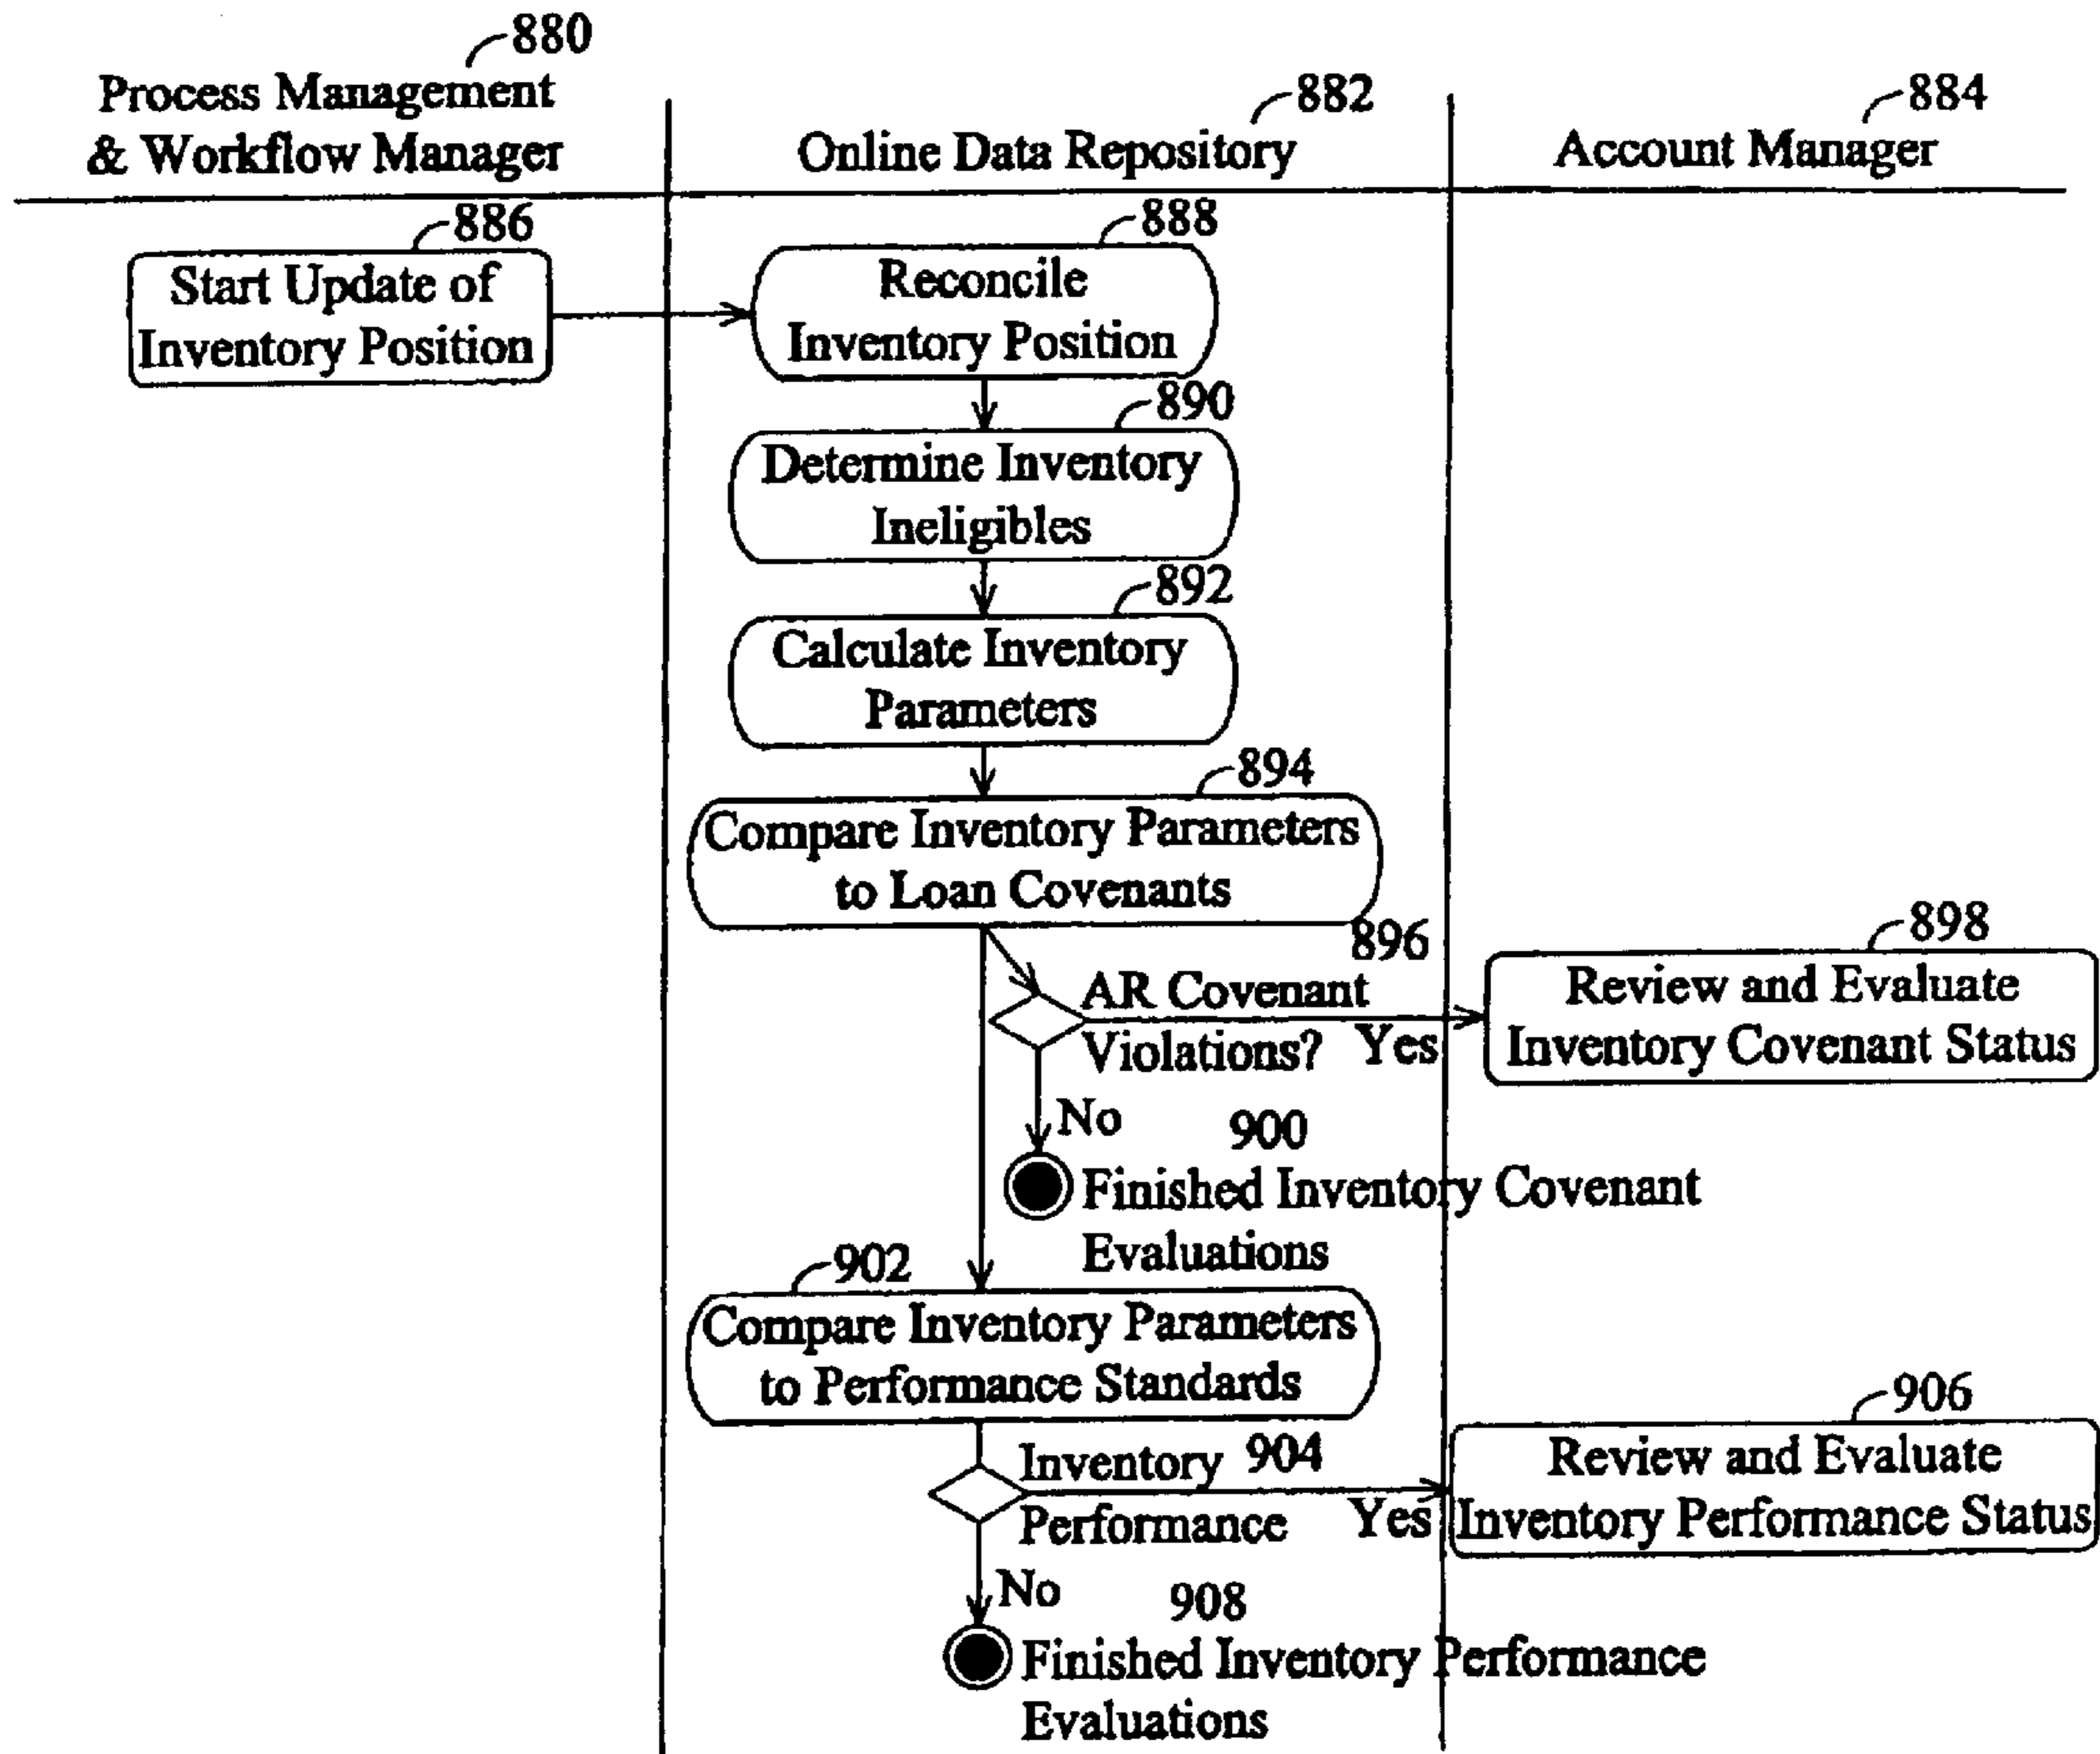 880
Process Management
& Workflow Manager
882
Online Data Repository
884
Account Manager
886
Start Update of
Inventory Position
888
Reconcile
Inventory Position
890
Determine Inventory
Ineligibles
892
Calculate Inventory
Parameters
894
Compare Inventory Parameters
to Loan Covenants
896
AR Covenant
Violations? Yes
898
Review and Evaluate
Inventory Covenant Status
No
900
Finished Inventory Covenant
Evaluations
902
Compare Inventory Parameters
to Performance Standards
Inventory 904
Performance Yes
906
Review and Evaluate
Inventory Performance Status
No
908
Finished Inventory Performance
Evaluations